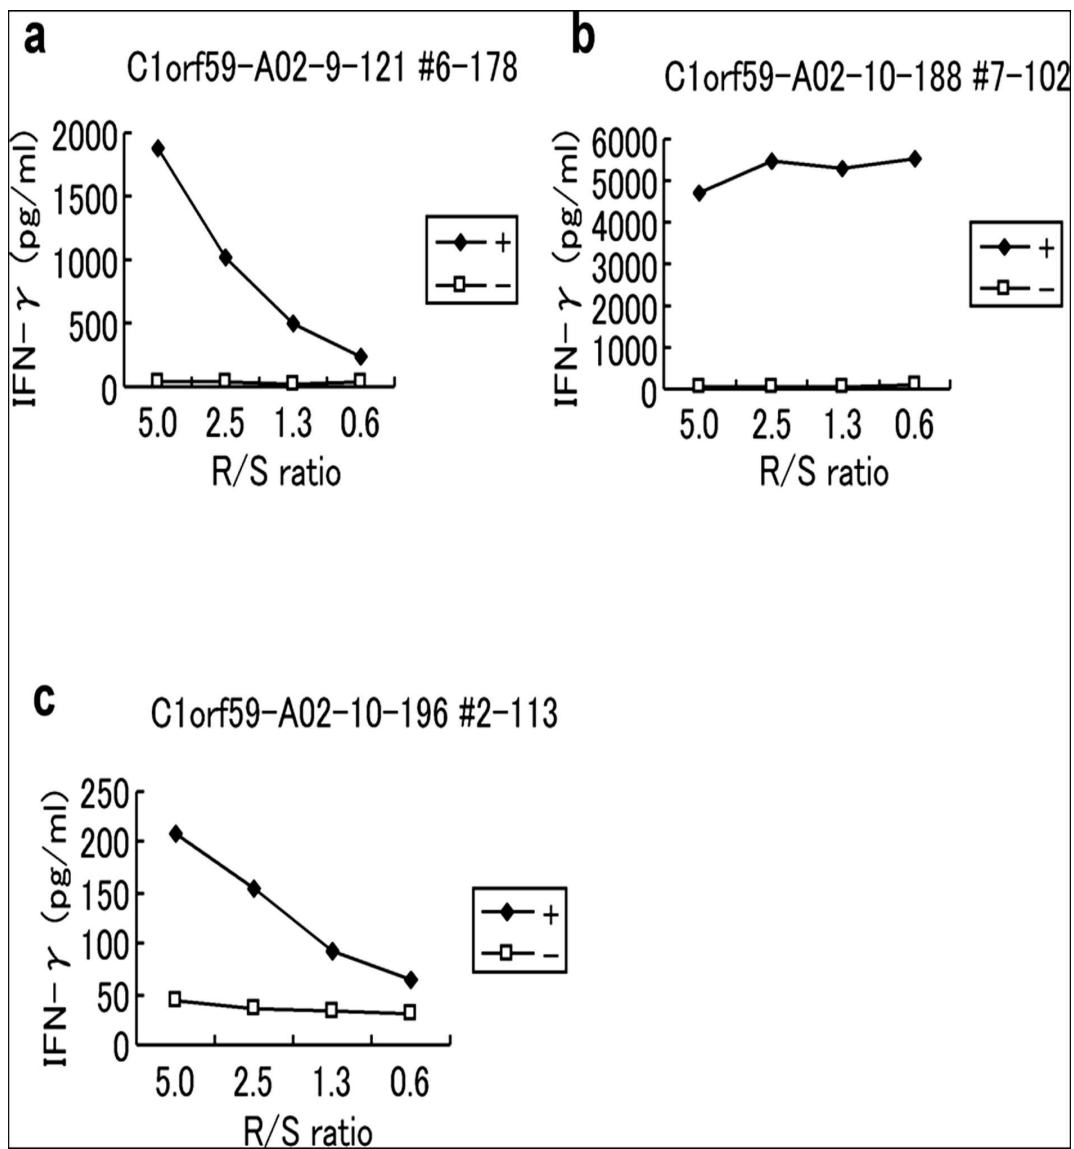 a
C1orf59-A02-9-121 #6-178
IFN-γ (pg/ml)
2000
1500
1000
500
0
5.0 2.5 1.3 0.6
R/S ratio
+
−
b
C1orf59-A02-10-188 #7-102
IFN-γ (pg/ml)
6000
5000
4000
3000
2000
1000
0
5.0 2.5 1.3 0.6
R/S ratio
+
−
c
C1orf59-A02-10-196 #2-113
IFN-γ (pg/ml)
250
200
150
100
50
0
5.0 2.5 1.3 0.6
R/S ratio
+
−